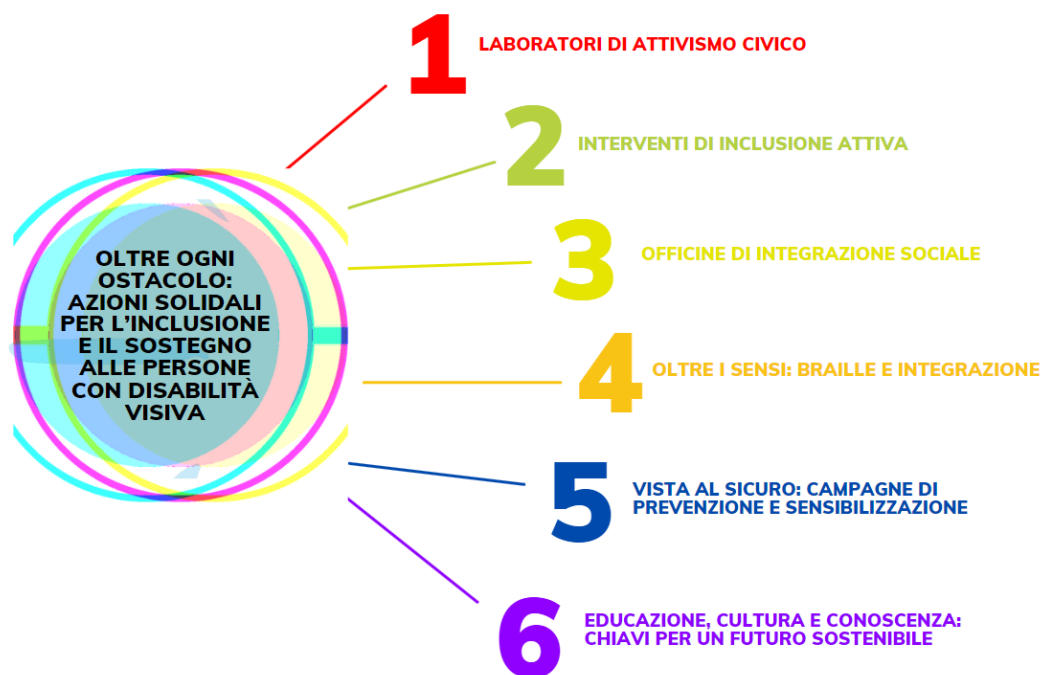 1 LABORATORI DI ATTIVISMO CIVICO
2 INTERVENTI DI INCLUSIONE ATTIVA
3 OFFICINE DI INTEGRAZIONE SOCIALE
OLTRE OGNI
OSTACOLO:
AZIONI SOLIDALI
PER L’INCLUSIONE
E IL SOSTEGNO
ALLE PERSONE
CON DISABILITÀ
VISIVA
4 OLTRE I SENSI: BRAILLE E INTEGRAZIONE
5 VISTA AL SICURO: CAMPAGNE DI
PREVENZIONE E SENSIBILIZZAZIONE
6 EDUCAZIONE, CULTURA E CONOSCENZA:
CHIAVI PER UN FUTURO SOSTENIBILE